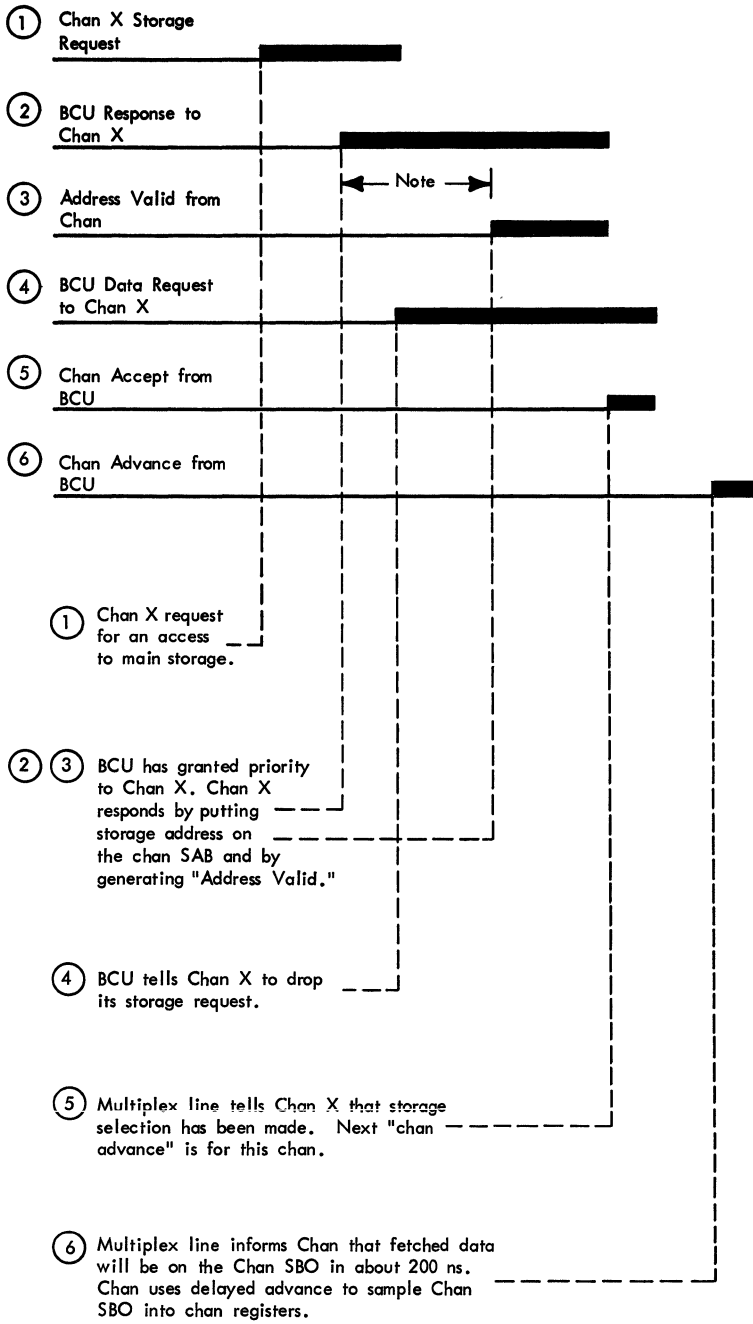 1 Chan X Storage
Request
2 BCU Response to
Chan X
Note
3 Address Valid from
Chan
4 BCU Data Request
to Chan X
5 Chan Accept from
BCU
6 Chan Advance from
BCU
1 Chan X request
for an access
to main storage.
2 3 BCU has granted priority
to Chan X. Chan X
responds by putting
storage address on
the chan SAB and by
generating "Address Valid."
4 BCU tells Chan X to drop
its storage request.
5 Multiplex line tells Chan X that storage
selection has been made. Next "chan
advance" is for this chan.
6 Multiplex line informs Chan that fetched data
will be on the Chan SBO in about 200 ns.
Chan uses delayed advance to sample Chan
SBO into chan registers.